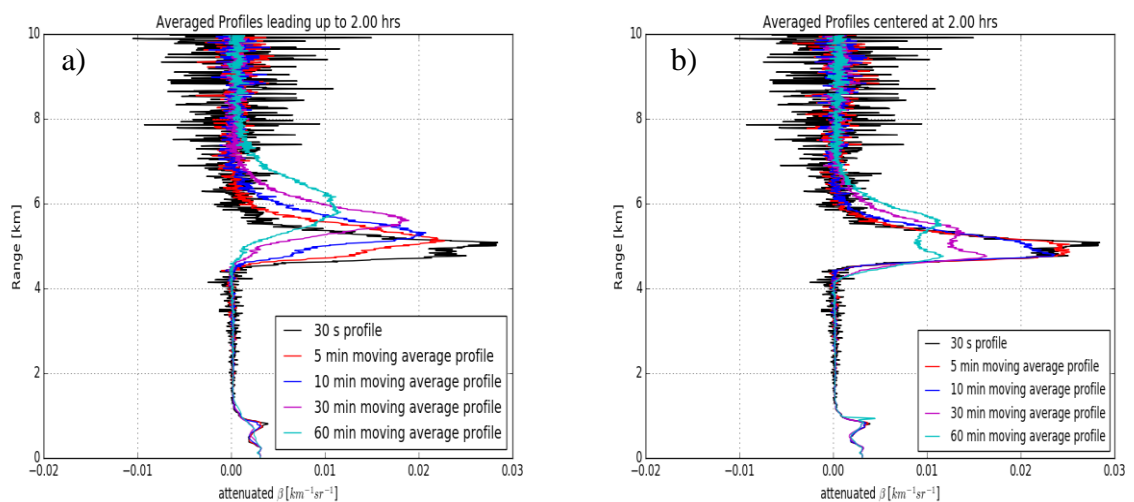 Averaged Profiles leading up to 2.00 hrs
a)
10
8
6
4
2
0
Range [km]
30 s profile
5 min moving average profile
10 min moving average profile
30 min moving average profile
60 min moving average profile
−0.02 −0.01 0.00 0.01 0.02 0.03
attenuated β [km⁻¹sr⁻¹]
Averaged Profiles centered at 2.00 hrs
b)
10
8
6
4
2
0
Range [km]
30 s profile
5 min moving average profile
10 min moving average profile
30 min moving average profile
60 min moving average profile
−0.02 −0.01 0.00 0.01 0.02 0.03
attenuated β [km⁻¹sr⁻¹]